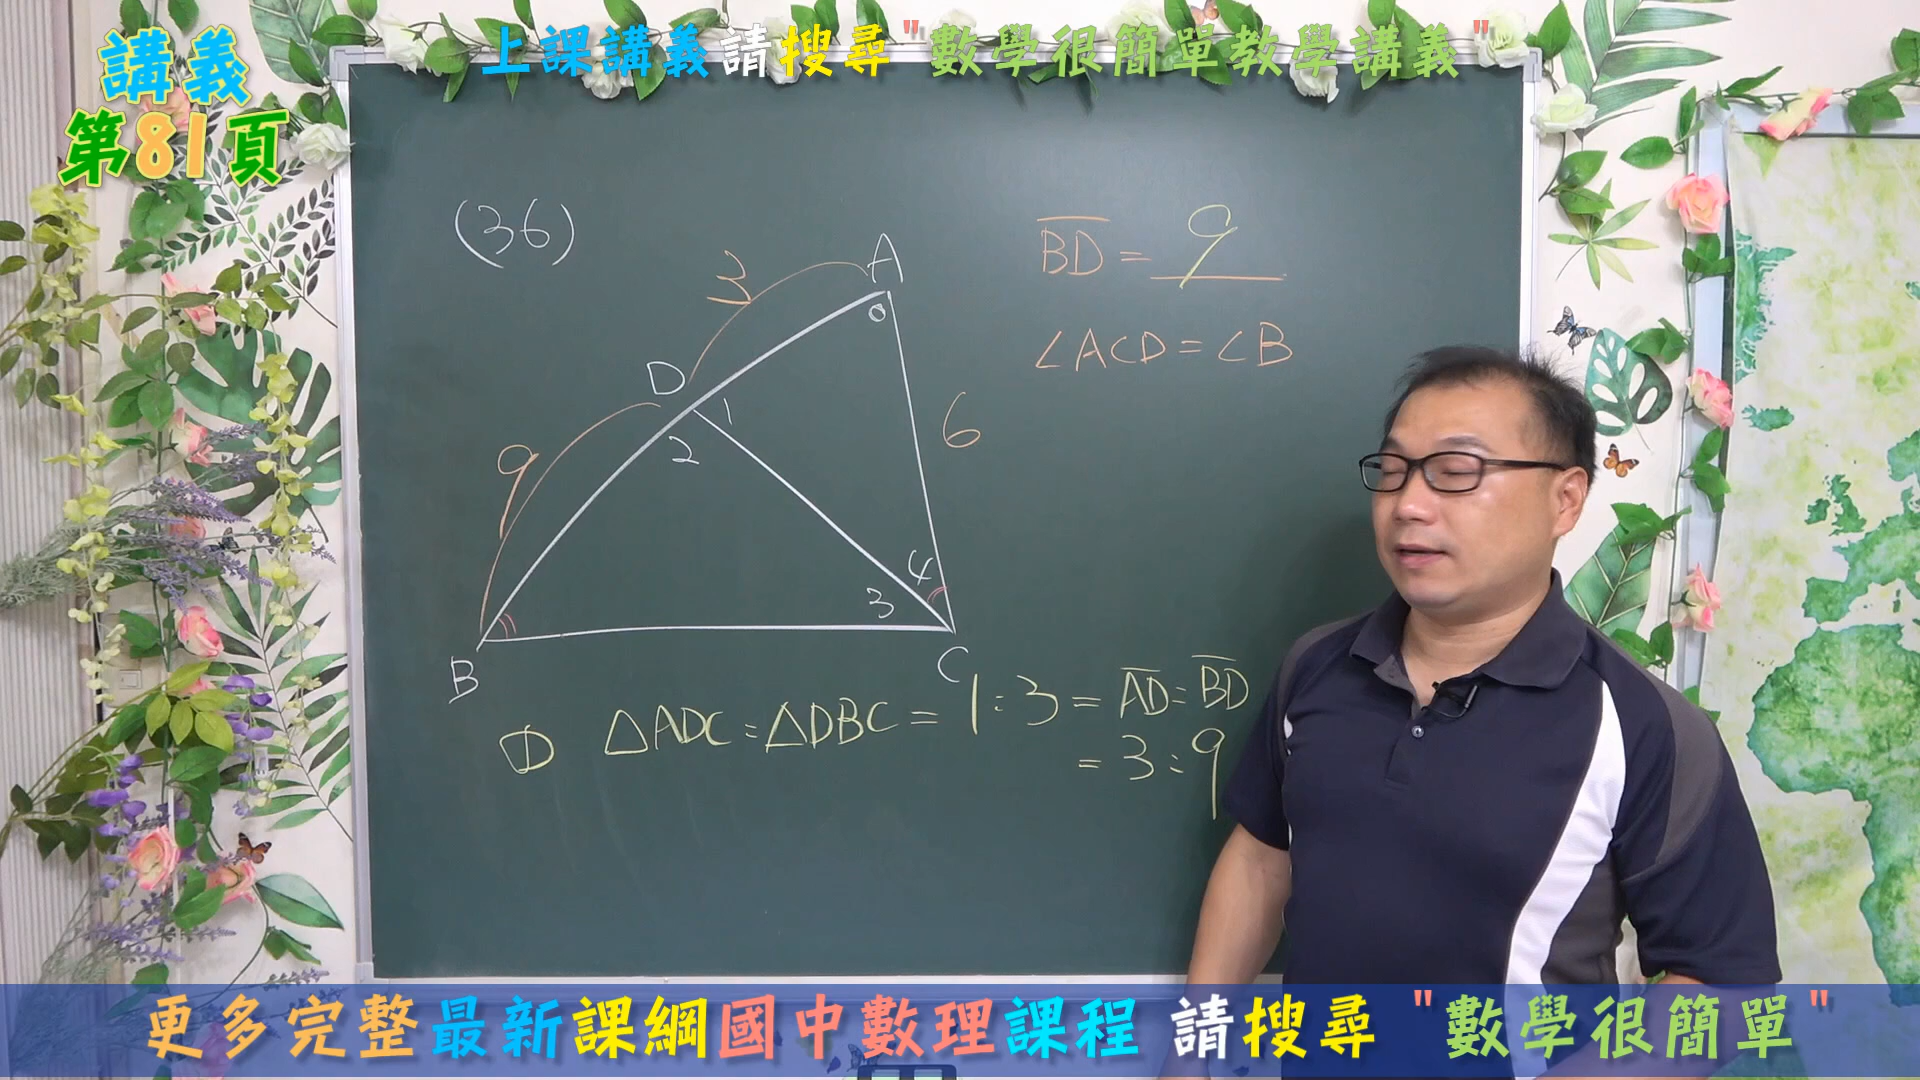 上課講義請搜尋"數學很簡單教學講義"
講義
第81頁
(36)
BD = 9
∠ACD = ∠B
A
3
D
1
2
9
6
4
3
B
C
① △ADC : △DBC = 1 : 3 = AD : BD
= 3 : 9
更多完整最新課綱國中數理課程 請搜尋 "數學很簡單"